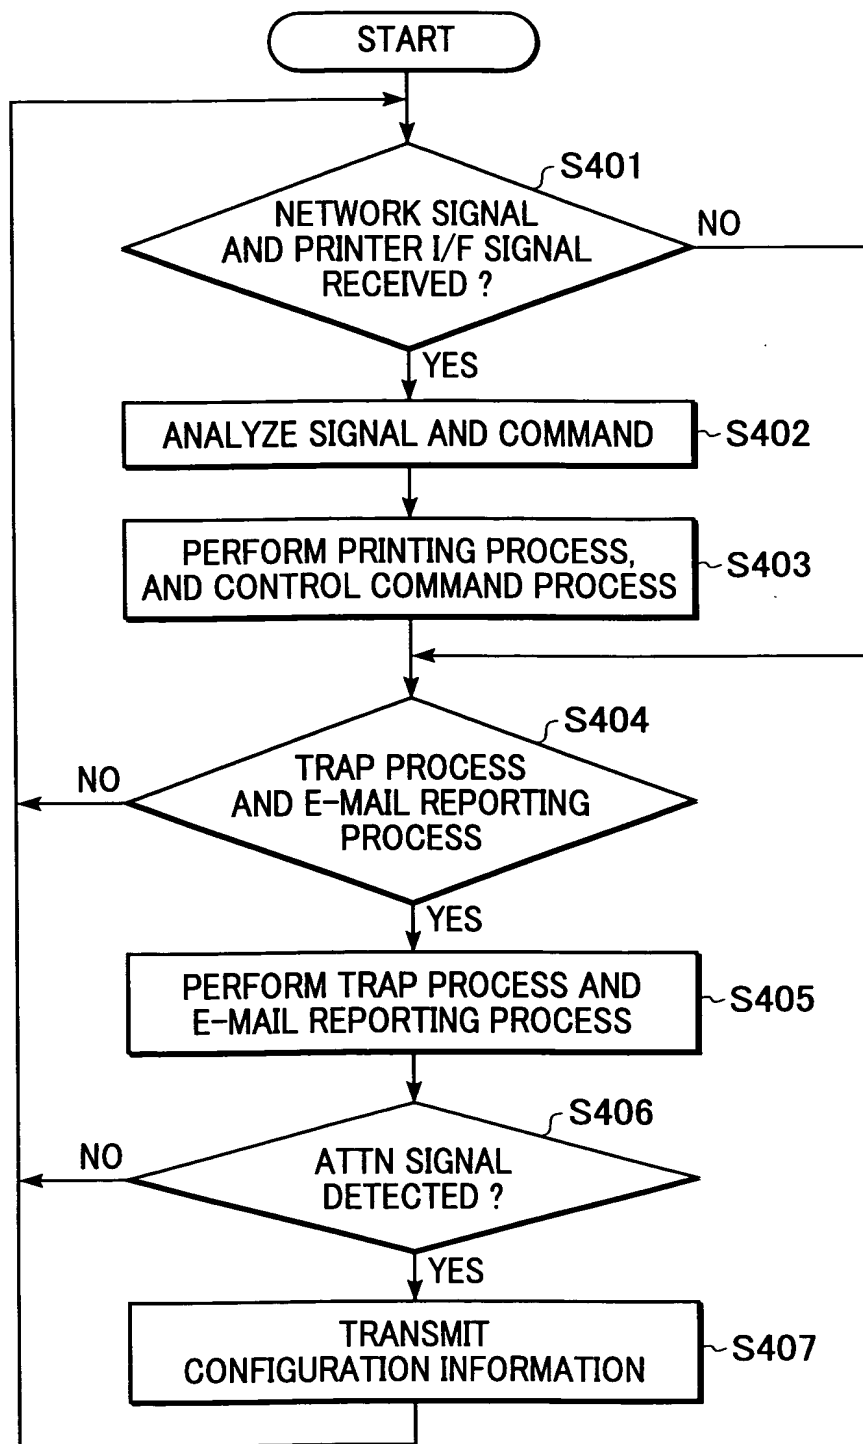 START
S401
NETWORK SIGNAL
AND PRINTER I/F SIGNAL
RECEIVED ?
NO
YES
ANALYZE SIGNAL AND COMMAND
S402
PERFORM PRINTING PROCESS,
AND CONTROL COMMAND PROCESS
S403
S404
TRAP PROCESS
AND E-MAIL REPORTING
PROCESS
NO
YES
PERFORM TRAP PROCESS AND
E-MAIL REPORTING PROCESS
S405
S406
ATTN SIGNAL
DETECTED ?
NO
YES
TRANSMIT
CONFIGURATION INFORMATION
S407